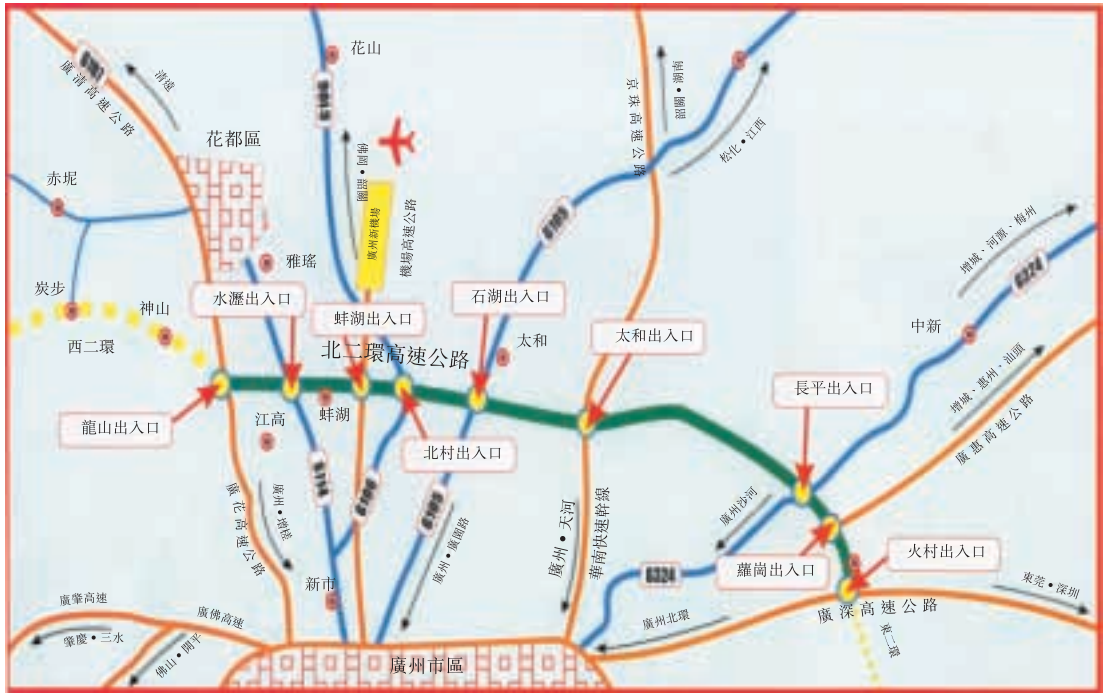 花山
廣清高速公路
清遠
花都區
佛岡•韶關
廣州新機場
機場高速公路
京珠高速公路
韶關•湖南
松化•江西
赤坭
雅瑤
G105
增城、河源、梅州
G324
炭步
神山
西二環
水瀝出入口
蚌湖出入口
石湖出入口
太和
太和出入口
中新
北二環高速公路
長平出入口
增城、惠州、汕頭
廣惠高速公路
龍山出入口
江高
蚌湖
北村出入口
廣花高速公路
廣州•增槎
G106
G105
廣州•廣園路
廣州•天河
華南快速幹線
廣州沙河
蘿崗出入口
火村出入口
新市
G324
廣肇高速
廣佛高速
肇慶•三水
佛山•開平
廣州市區
廣州北環
廣深高速公路
東莞•深圳
東二環